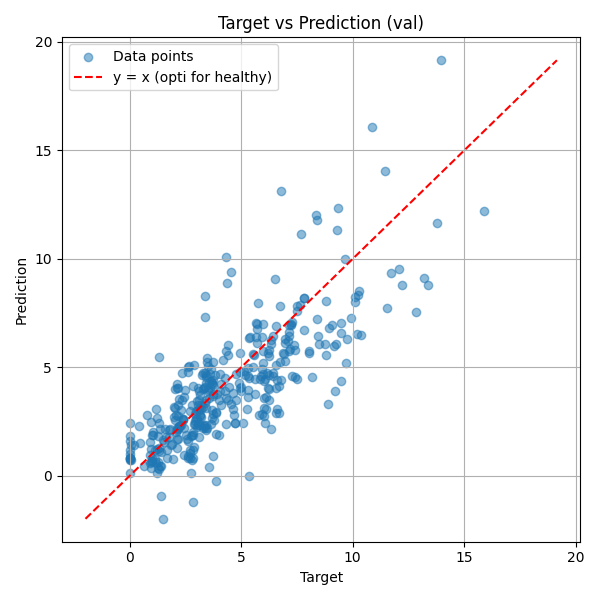 Target vs Prediction (val)
Data points
y = x (opti for healthy)
20
15
10
5
0
Prediction
0 5 10 15 20
Target